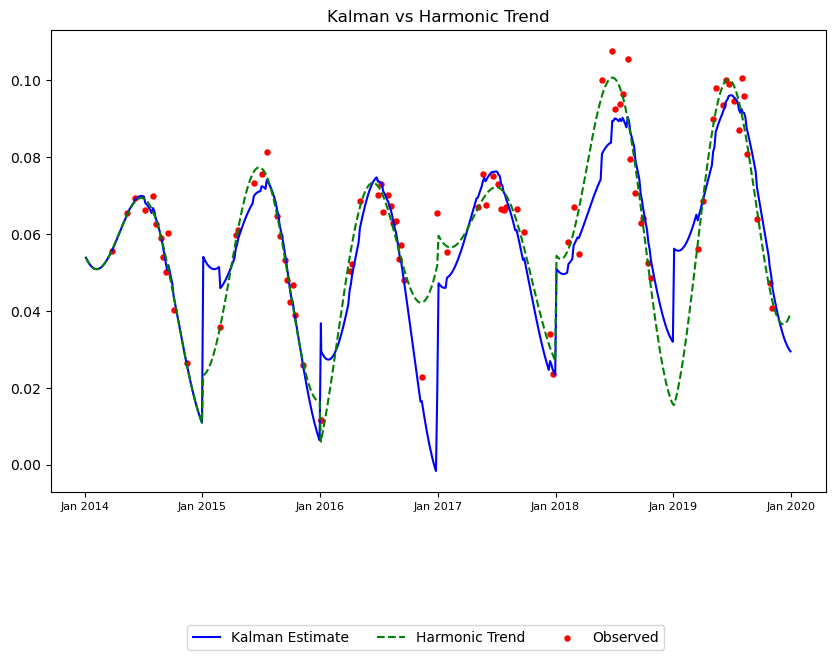 Kalman vs Harmonic Trend
0.10
0.08
0.06
0.04
0.02
0.00
Jan 2014 Jan 2015 Jan 2016 Jan 2017 Jan 2018 Jan 2019 Jan 2020
Kalman Estimate Harmonic Trend Observed